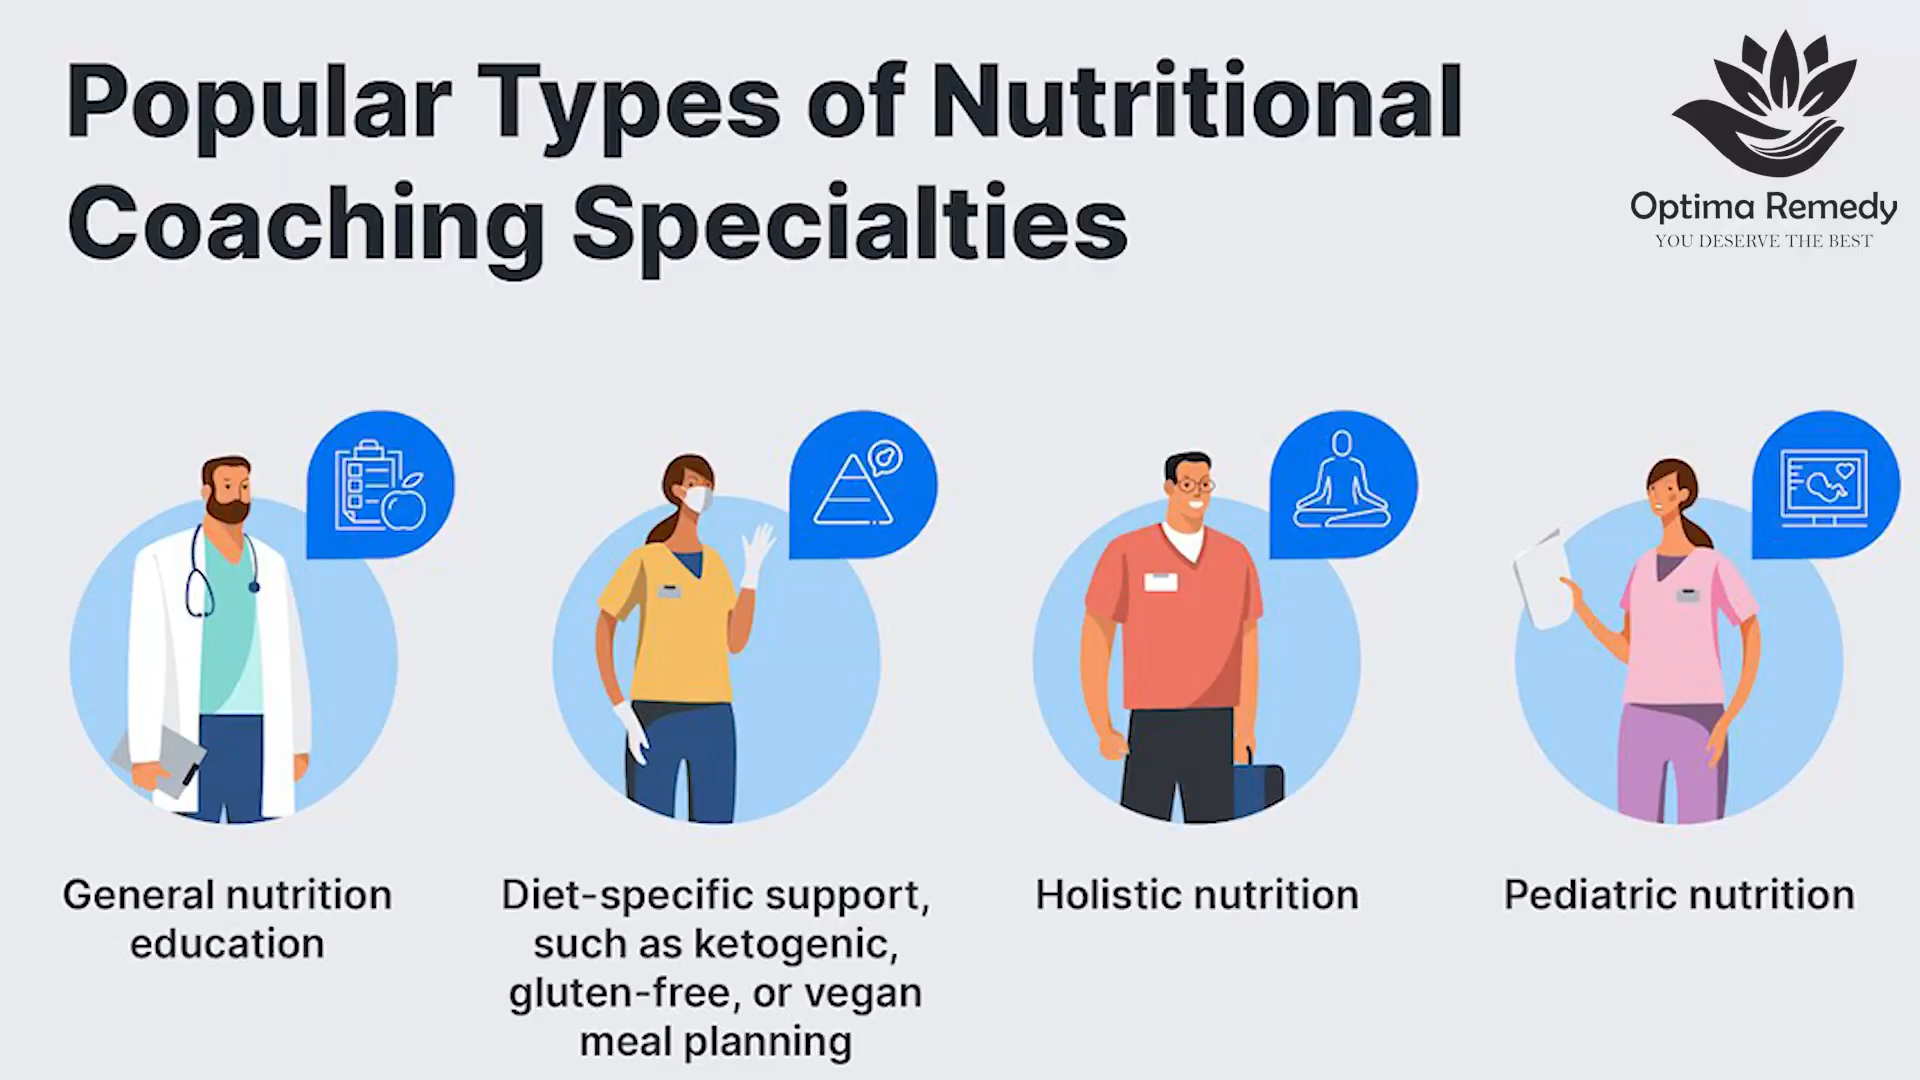 Popular Types of Nutritional
Coaching Specialties
Optima Remedy
YOU DESERVE THE BEST
General nutrition
education
Diet-specific support,
such as ketogenic,
gluten-free, or vegan
meal planning
Holistic nutrition
Pediatric nutrition